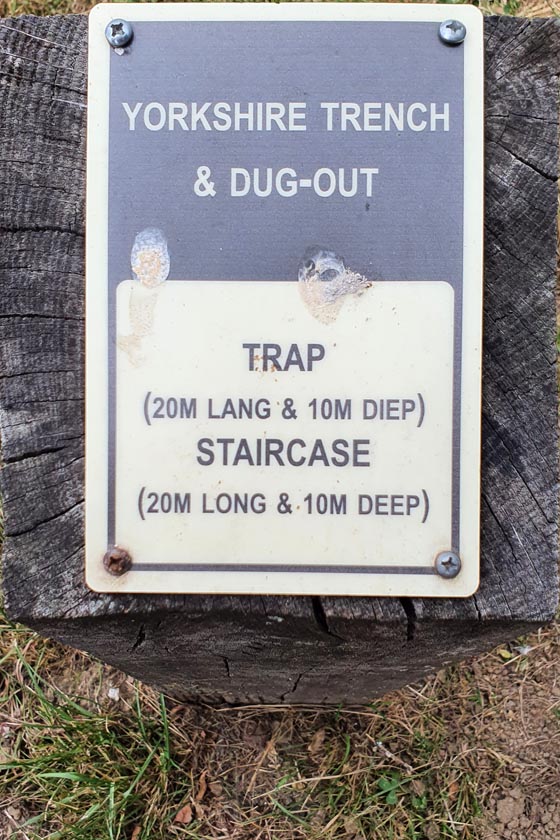 YORKSHIRE TRENCH
& DUG-OUT
TRAP
(20M LANG & 10M DIEP)
STAIRCASE
(20M LONG & 10M DEEP)